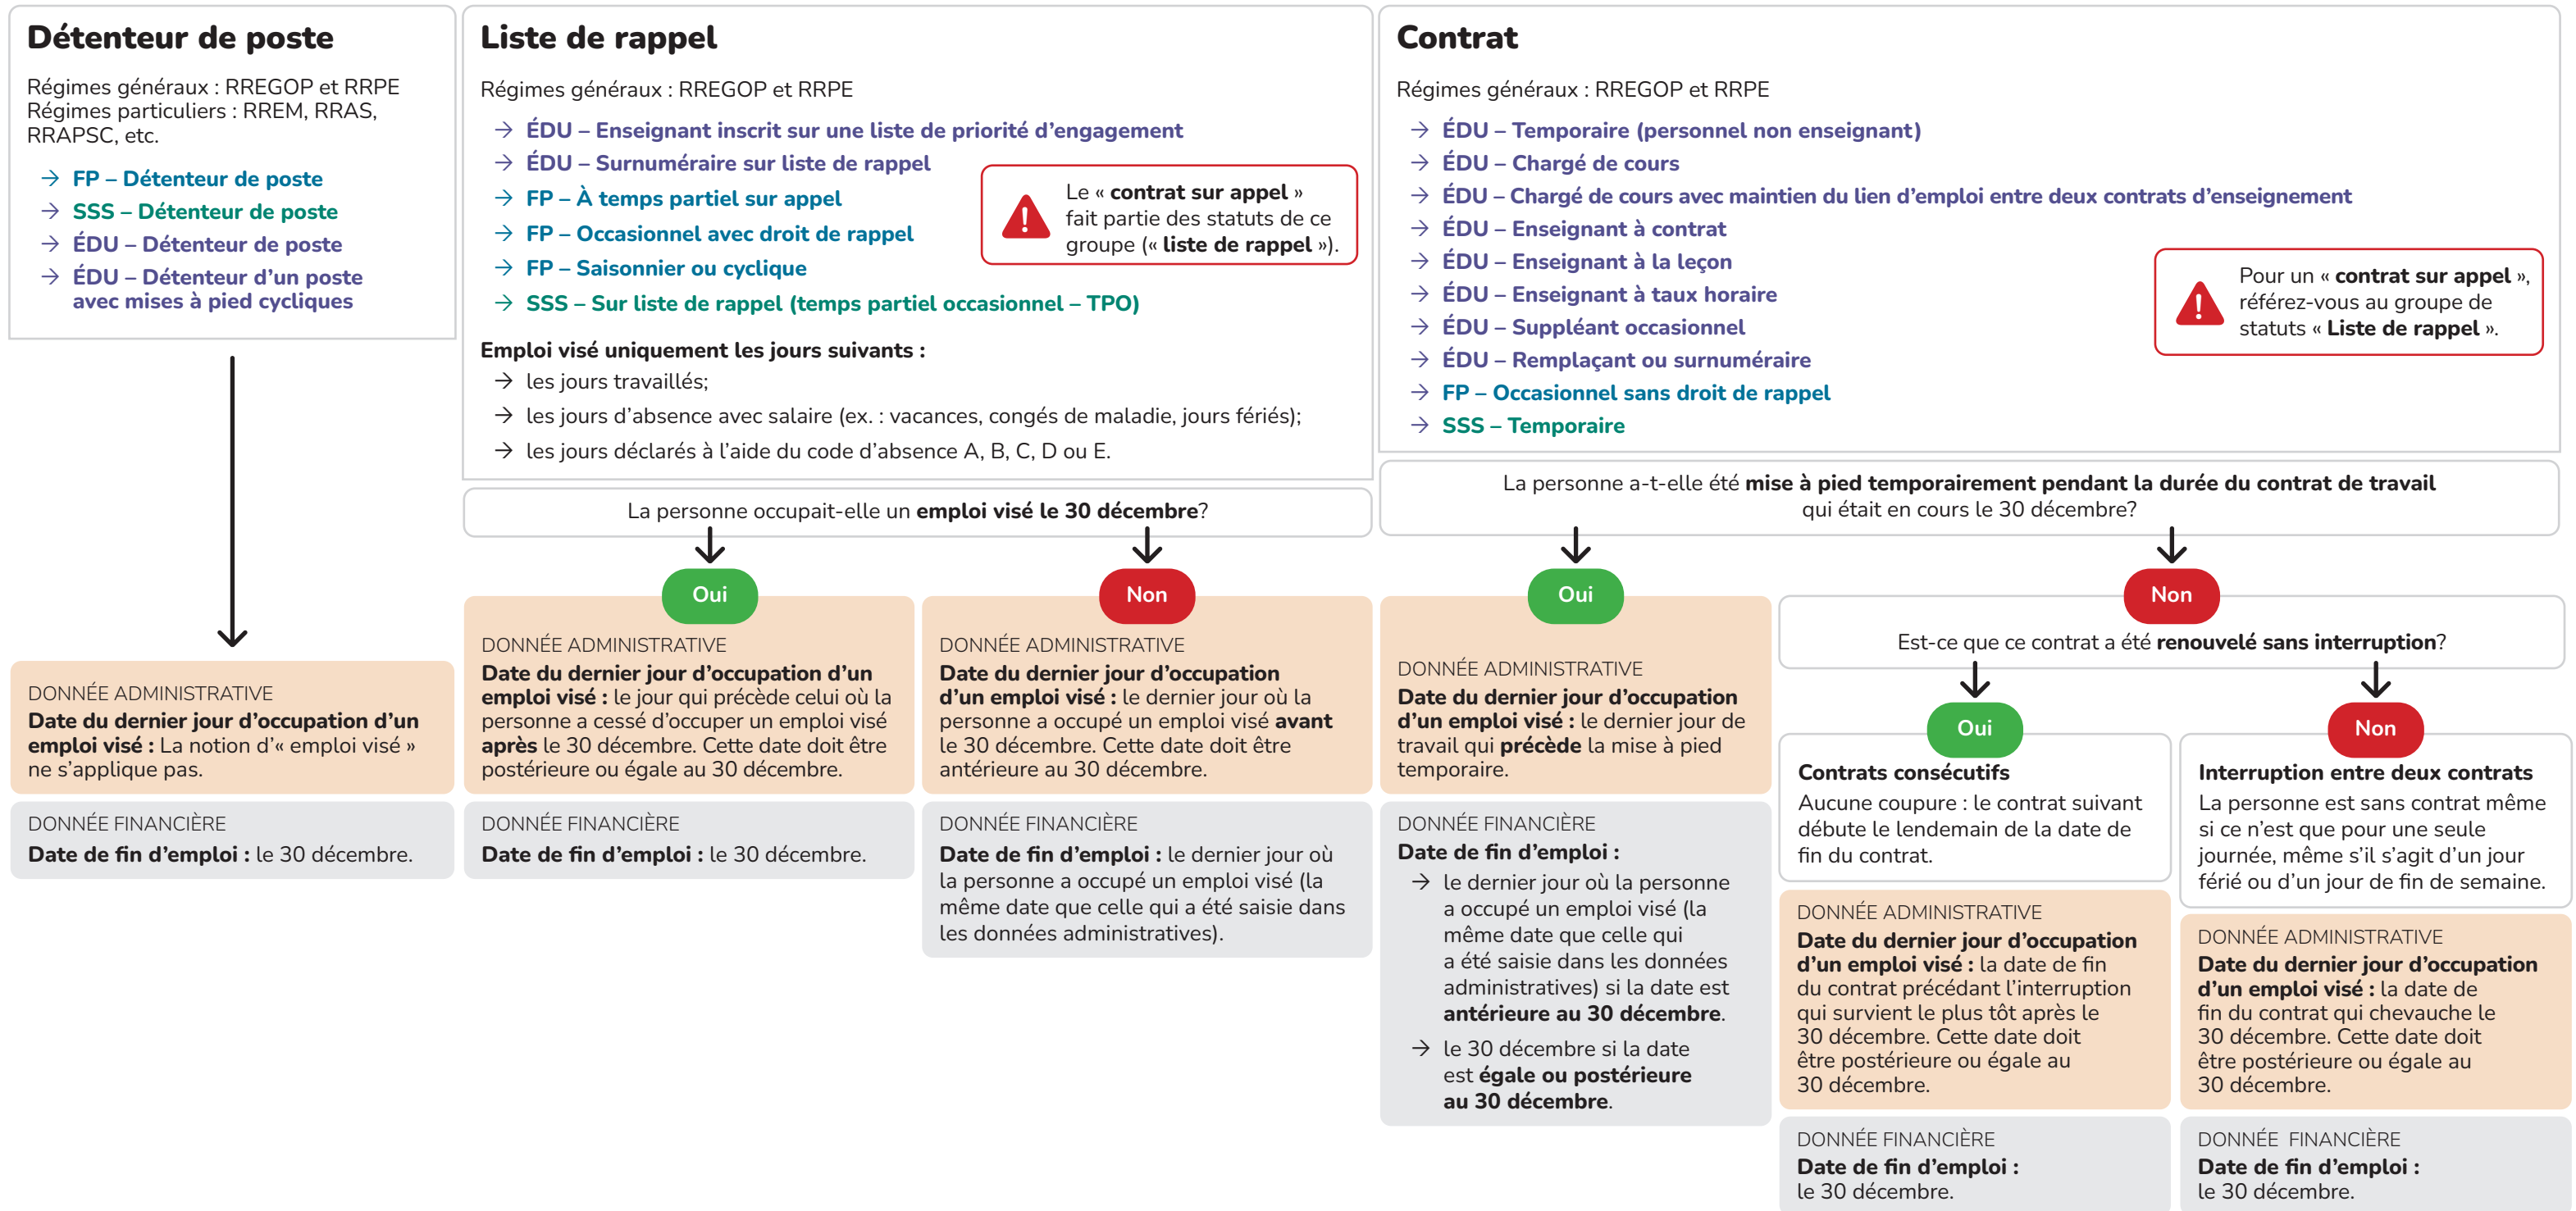 Détenteur de poste
Régimes généraux : RREGOP et RRPE
Régimes particuliers : RREM, RRAS,
RRAPSC, etc.
→ FP – Détenteur de poste
→ SSS – Détenteur de poste
→ ÉDU – Détenteur de poste
→ ÉDU – Détenteur d’un poste
avec mises à pied cycliques
DONNÉE ADMINISTRATIVE
Date du dernier jour d’occupation d’un
emploi visé : La notion d’« emploi visé »
ne s’applique pas.
DONNÉE FINANCIÈRE
Date de fin d’emploi : le 30 décembre.
Liste de rappel
Régimes généraux : RREGOP et RRPE
→ ÉDU – Enseignant inscrit sur une liste de priorité d’engagement
→ ÉDU – Surnuméraire sur liste de rappel
→ FP – À temps partiel sur appel
→ FP – Occasionnel avec droit de rappel
→ FP – Saisonnier ou cyclique
→ SSS – Sur liste de rappel (temps partiel occasionnel – TPO)
Le « contrat sur appel »
fait partie des statuts de ce
groupe (« liste de rappel »).
Emploi visé uniquement les jours suivants :
→ les jours travaillés;
→ les jours d’absence avec salaire (ex. : vacances, congés de maladie, jours fériés);
→ les jours déclarés à l’aide du code d’absence A, B, C, D ou E.
La personne occupait-elle un emploi visé le 30 décembre?
Oui
DONNÉE ADMINISTRATIVE
Date du dernier jour d’occupation d’un
emploi visé : le jour qui précède celui où la
personne a cessé d’occuper un emploi visé
après le 30 décembre. Cette date doit être
postérieure ou égale au 30 décembre.
DONNÉE FINANCIÈRE
Date de fin d’emploi : le 30 décembre.
Non
DONNÉE ADMINISTRATIVE
Date du dernier jour d’occupation
d’un emploi visé : le dernier jour où la
personne a occupé un emploi visé avant
le 30 décembre. Cette date doit être
antérieure au 30 décembre.
DONNÉE FINANCIÈRE
Date de fin d’emploi : le dernier jour où
la personne a occupé un emploi visé (la
même date que celle qui a été saisie dans
les données administratives).
Contrat
Régimes généraux : RREGOP et RRPE
→ ÉDU – Temporaire (personnel non enseignant)
→ ÉDU – Chargé de cours
→ ÉDU – Chargé de cours avec maintien du lien d’emploi entre deux contrats d’enseignement
→ ÉDU – Enseignant à contrat
→ ÉDU – Enseignant à la leçon
→ ÉDU – Enseignant à taux horaire
→ ÉDU – Suppléant occasionnel
→ ÉDU – Remplaçant ou surnuméraire
→ FP – Occasionnel sans droit de rappel
→ SSS – Temporaire
Pour un « contrat sur appel »,
référez-vous au groupe de
statuts « Liste de rappel ».
La personne a-t-elle été mise à pied temporairement pendant la durée du contrat de travail
qui était en cours le 30 décembre?
Oui
DONNÉE ADMINISTRATIVE
Date du dernier jour d’occupation
d’un emploi visé : le dernier jour de
travail qui précède la mise à pied
temporaire.
DONNÉE FINANCIÈRE
Date de fin d’emploi :
→ le dernier jour où la personne
a occupé un emploi visé (la
même date que celle qui
a été saisie dans les données
administratives) si la date est
antérieure au 30 décembre.
→ le 30 décembre si la date
est égale ou postérieure
au 30 décembre.
Non
Est-ce que ce contrat a été renouvelé sans interruption?
Oui
Contrats consécutifs
Aucune coupure : le contrat suivant
débute le lendemain de la date de
fin du contrat.
DONNÉE ADMINISTRATIVE
Date du dernier jour d’occupation
d’un emploi visé : la date de fin
du contrat précédant l’interruption
qui survient le plus tôt après le
30 décembre. Cette date doit
être postérieure ou égale au
30 décembre.
DONNÉE FINANCIÈRE
Date de fin d’emploi :
le 30 décembre.
Non
Interruption entre deux contrats
La personne est sans contrat même
si ce n’est que pour une seule
journée, même s’il s’agit d’un jour
férié ou d’un jour de fin de semaine.
DONNÉE ADMINISTRATIVE
Date du dernier jour d’occupation
d’un emploi visé : la date de
fin du contrat qui chevauche le
30 décembre. Cette date doit
être postérieure ou égale au
30 décembre.
DONNÉE FINANCIÈRE
Date de fin d’emploi :
le 30 décembre.